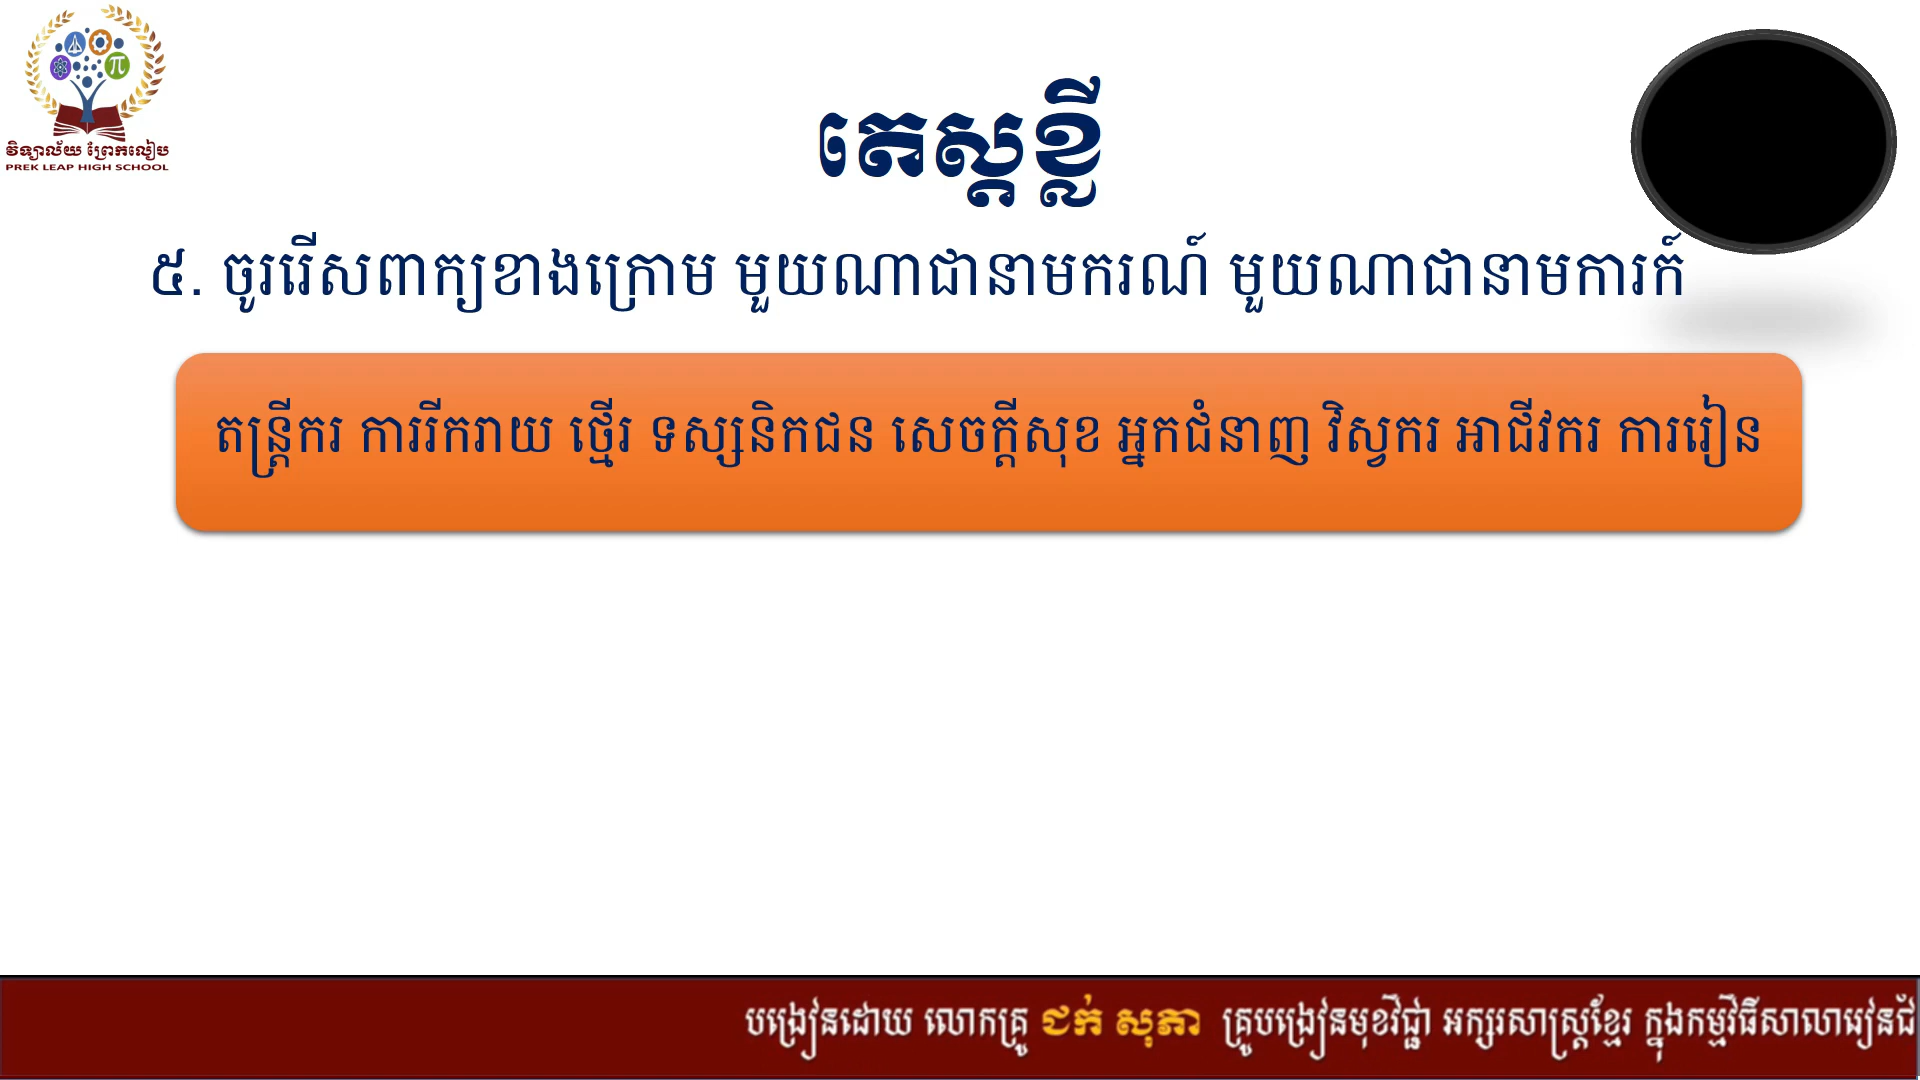 វិទ្យាល័យ ព្រែកលៀប
PREK LEAP HIGH SCHOOL
តេស្តខ្លី
៥. ចូររើសពាក្យខាងក្រោម មួយណាជានាមករណ៍ មួយណាជានាមការក៍
តន្ត្រីករ ការរីករាយ ថ្មើរ ទស្សនិកជន សេចក្តីសុខ អ្នកជំនាញ វិស្វករ អាជីវករ ការរៀន
បង្រៀនដោយ លោកគ្រូ ជក់ សុភា គ្រូបង្រៀនមុខវិជ្ជា អក្សរសាស្ត្រខ្មែរ ក្នុងកម្មវិធីសាលារៀនជំ